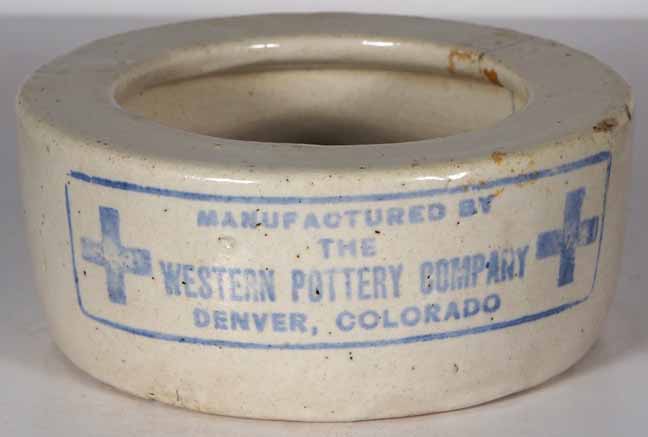 MANUFACTURED BY
THE
WESTERN POTTERY COMPANY
DENVER, COLORADO